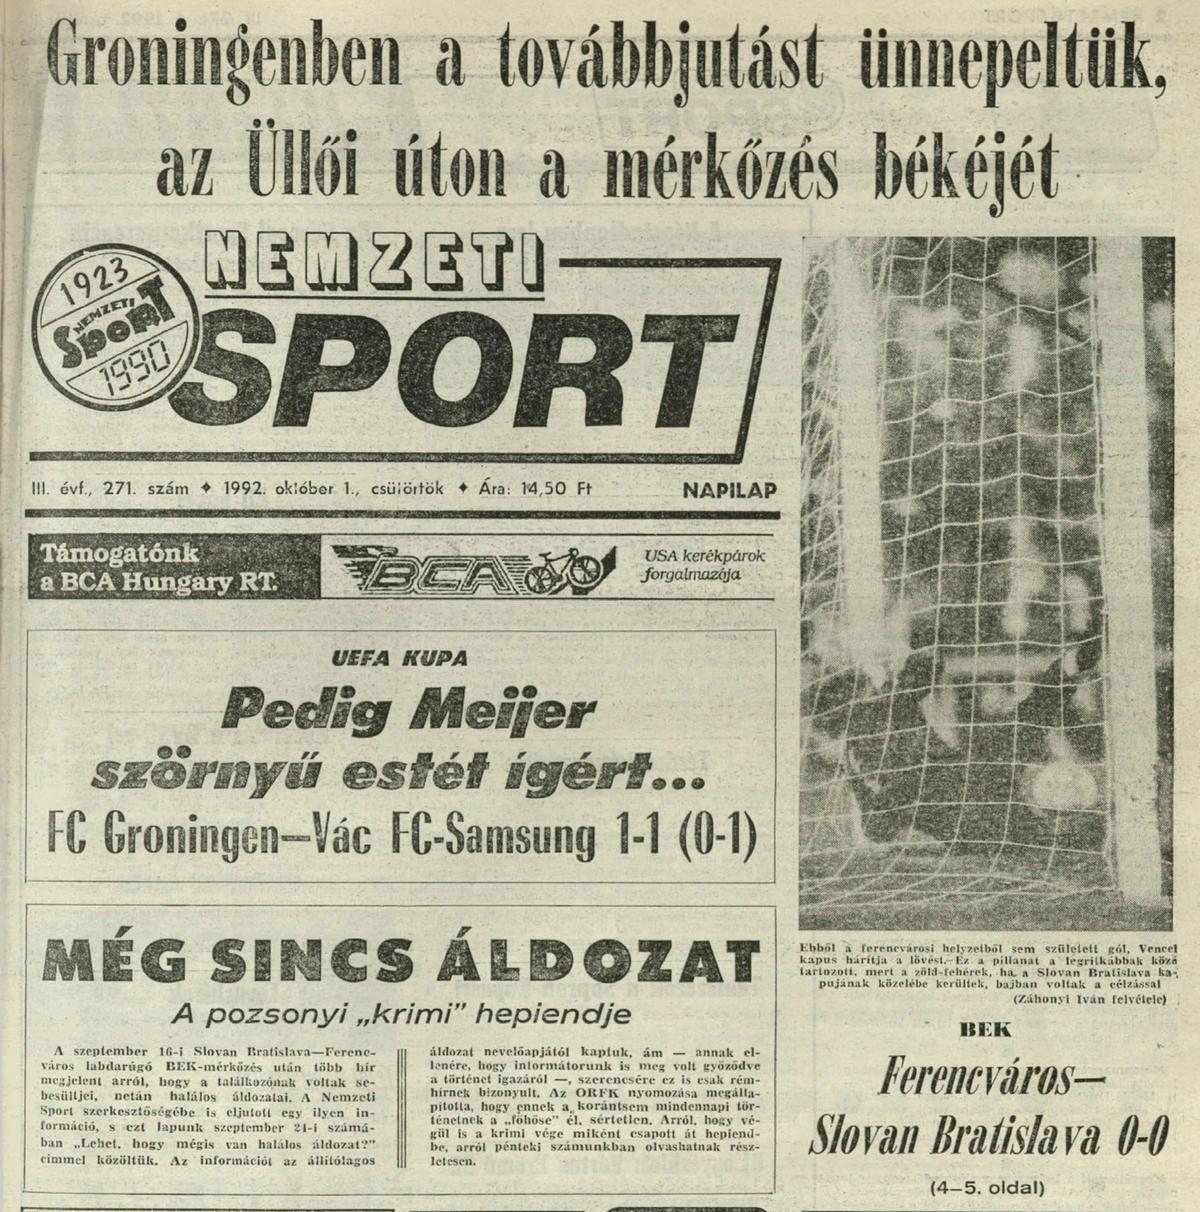 Groningenben a továbbjutást ünnepeltük,
az Üllői úton a mérkőzés békéjét
NEMZETI
SPORT
1923
NEMZETI
Sport
1990
III. évf., 271. szám ♦ 1992. október 1., csütörtök ♦ Ára: 14,50 Ft
NAPILAP
Támogatónk
a BCA Hungary RT.
BCA
USA kerékpárok
forgalmazója
UEFA KUPA
Pedig Meijer
szörnyű estét ígért...
FC Groningen—Vác FC-Samsung 1-1 (0-1)
MÉG SINCS ÁLDOZAT
A pozsonyi „krimi” hepiendje
A szeptember 16-i Slovan Bratislava—Ferenc-
város labdarúgó BEK-mérkőzés után több hír
megjelent arról, hogy a találkozónak voltak se-
besültjei, netán halálos áldozatai. A Nemzeti
Sport szerkesztőségébe is eljutott egy ilyen in-
formáció, s ezt lapunk szeptember 24-i számá-
ban „Lehet, hogy mégis van halálos áldozat?”
címmel közöltük. Az információt az állítólagos
áldozat nevelőapjától kaptuk, ám — annak el-
lenére, hogy informátorunk is meg volt győződve
a történet igazáról —, szerencsére ez is csak rém-
hírnek bizonyult. Az ORFK nyomozása megálla-
pította, hogy ennek a korántsem mindennapi tör-
ténetnek a „főhőse” él, sértetlen. Arról, hogy vé-
gül is a krimi vége miként csapott át hepiend-
be, arról pénteki számunkban olvashatnak rész-
letesen.
Ebből a ferencvárosi helyzetből sem született gól, Vencel
kapus hárítja a lövést. Ez a pillanat a legritkábbak közé
tartozott, mert a zöld-fehérek, ha a Slovan Bratislava ka-
pujának közelébe kerültek, bajban voltak a célzással
(Záhonyi Iván felvétele)
BEK
Ferencváros—
Slovan Bratislava 0-0
(4–5. oldal)